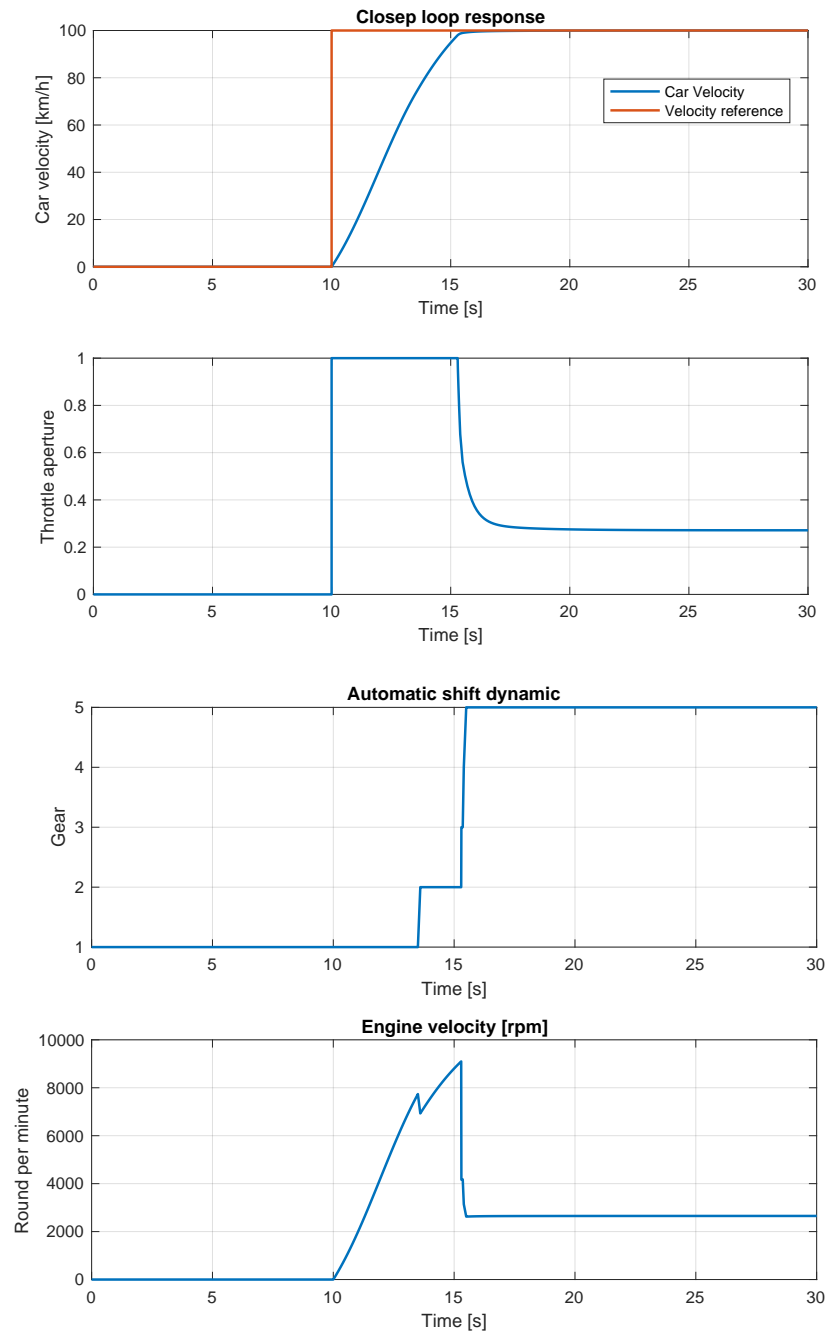 Closep loop response
100
80
60
40
20
0
Car velocity [km/h]
Car Velocity
Velocity reference
0 5 10 15 20 25 30
Time [s]
1
0.8
0.6
0.4
0.2
0
Throttle aperture
0 5 10 15 20 25 30
Time [s]
Automatic shift dynamic
5
4
3
2
1
Gear
0 5 10 15 20 25 30
Time [s]
Engine velocity [rpm]
10000
8000
6000
4000
2000
0
Round per minute
0 5 10 15 20 25 30
Time [s]